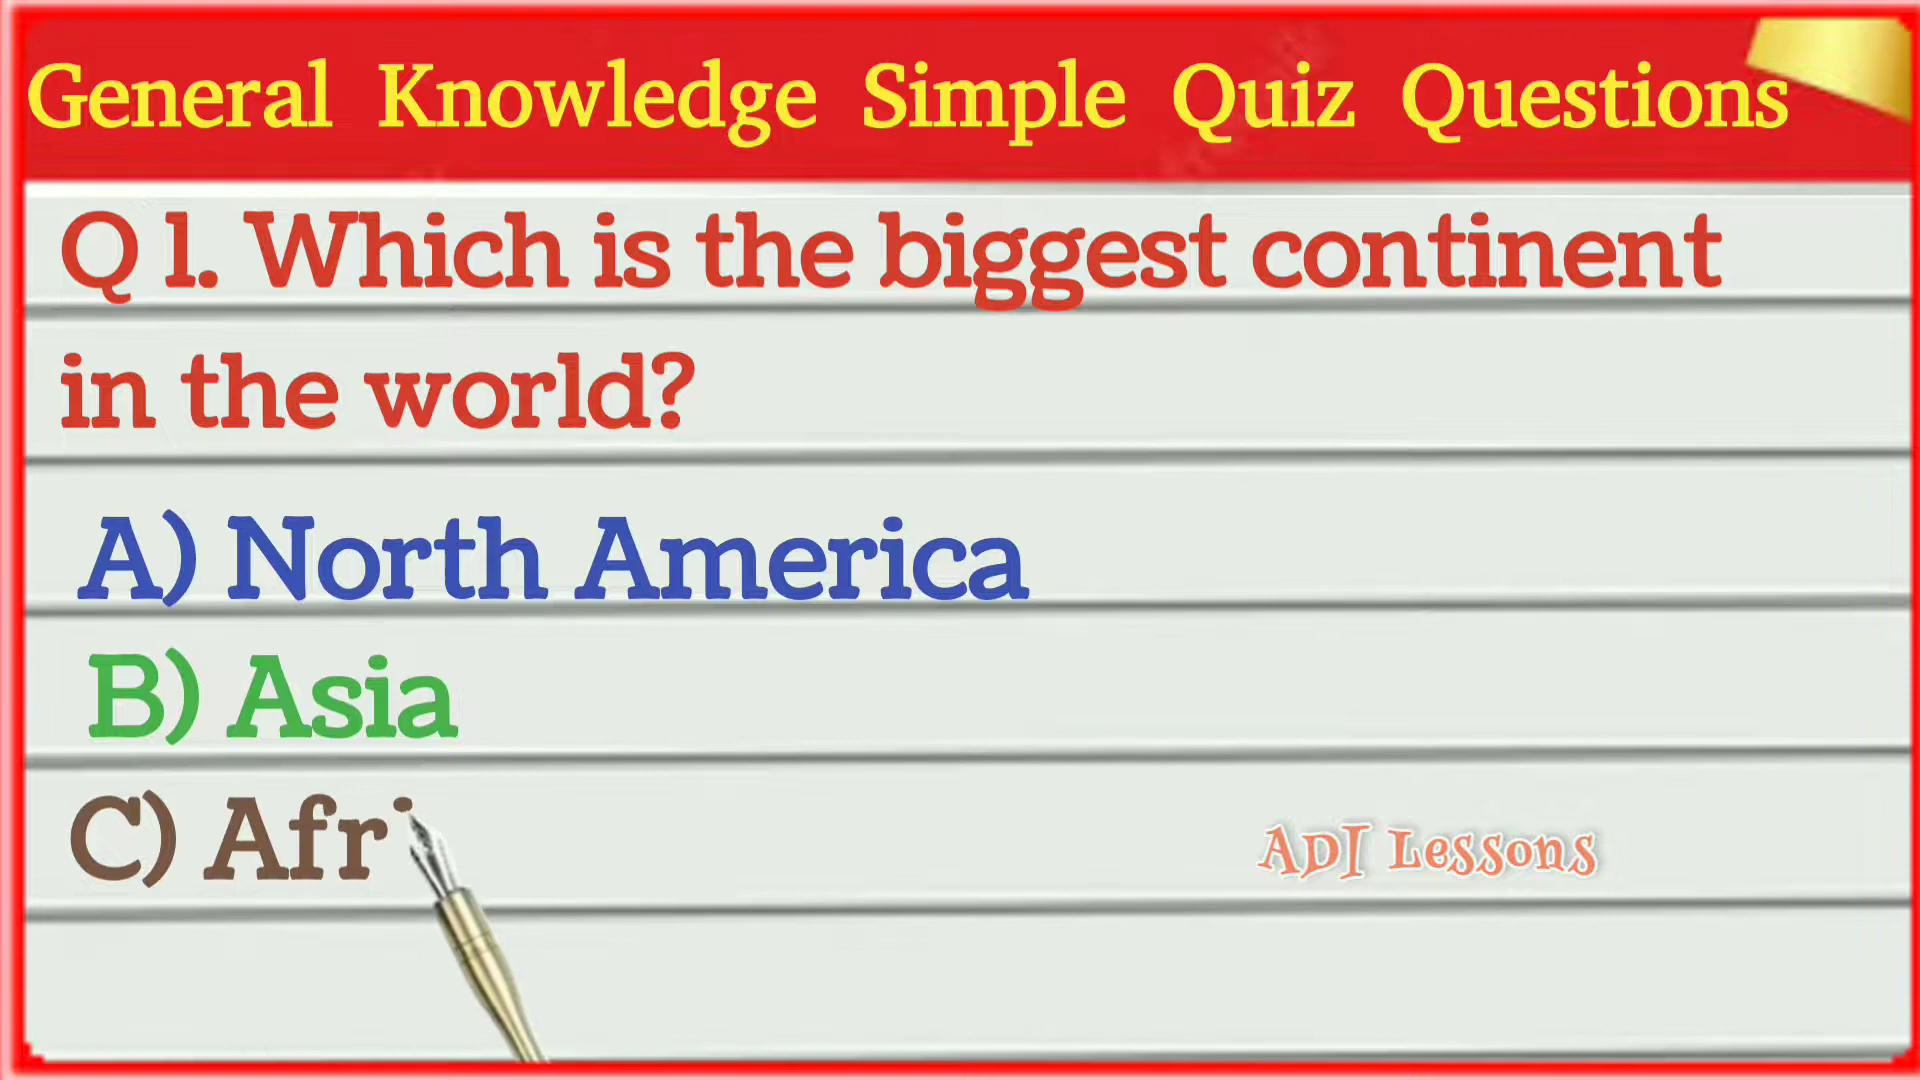 General Knowledge Simple Quiz Questions
Q 1. Which is the biggest continent
in the world?
A) North America
B) Asia
C) Afri
ADI Lessons